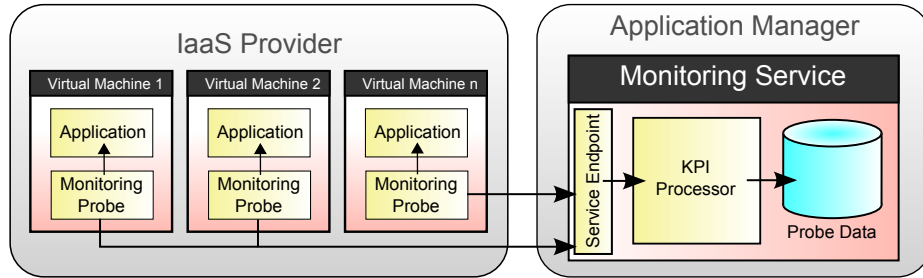 IaaS Provider
Virtual Machine 1
Application
Monitoring
Probe
Virtual Machine 2
Application
Monitoring
Probe
Virtual Machine n
Application
Monitoring
Probe
Application Manager
Monitoring Service
Service Endpoint
KPI
Processor
Probe Data